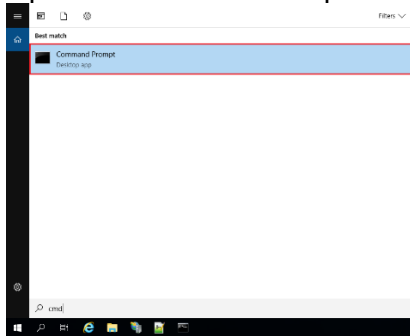 Filters
Best match
Command Prompt
Desktop app
cmd